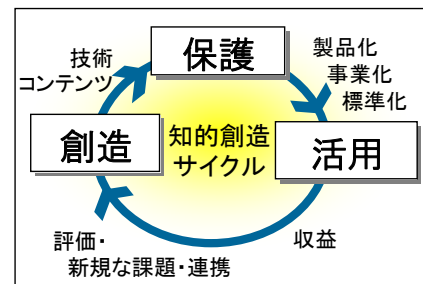 技術
コンテンツ
保護
製品化
事業化
標準化
創造
知的創造
サイクル
活用
評価・
新規な課題・連携
収益